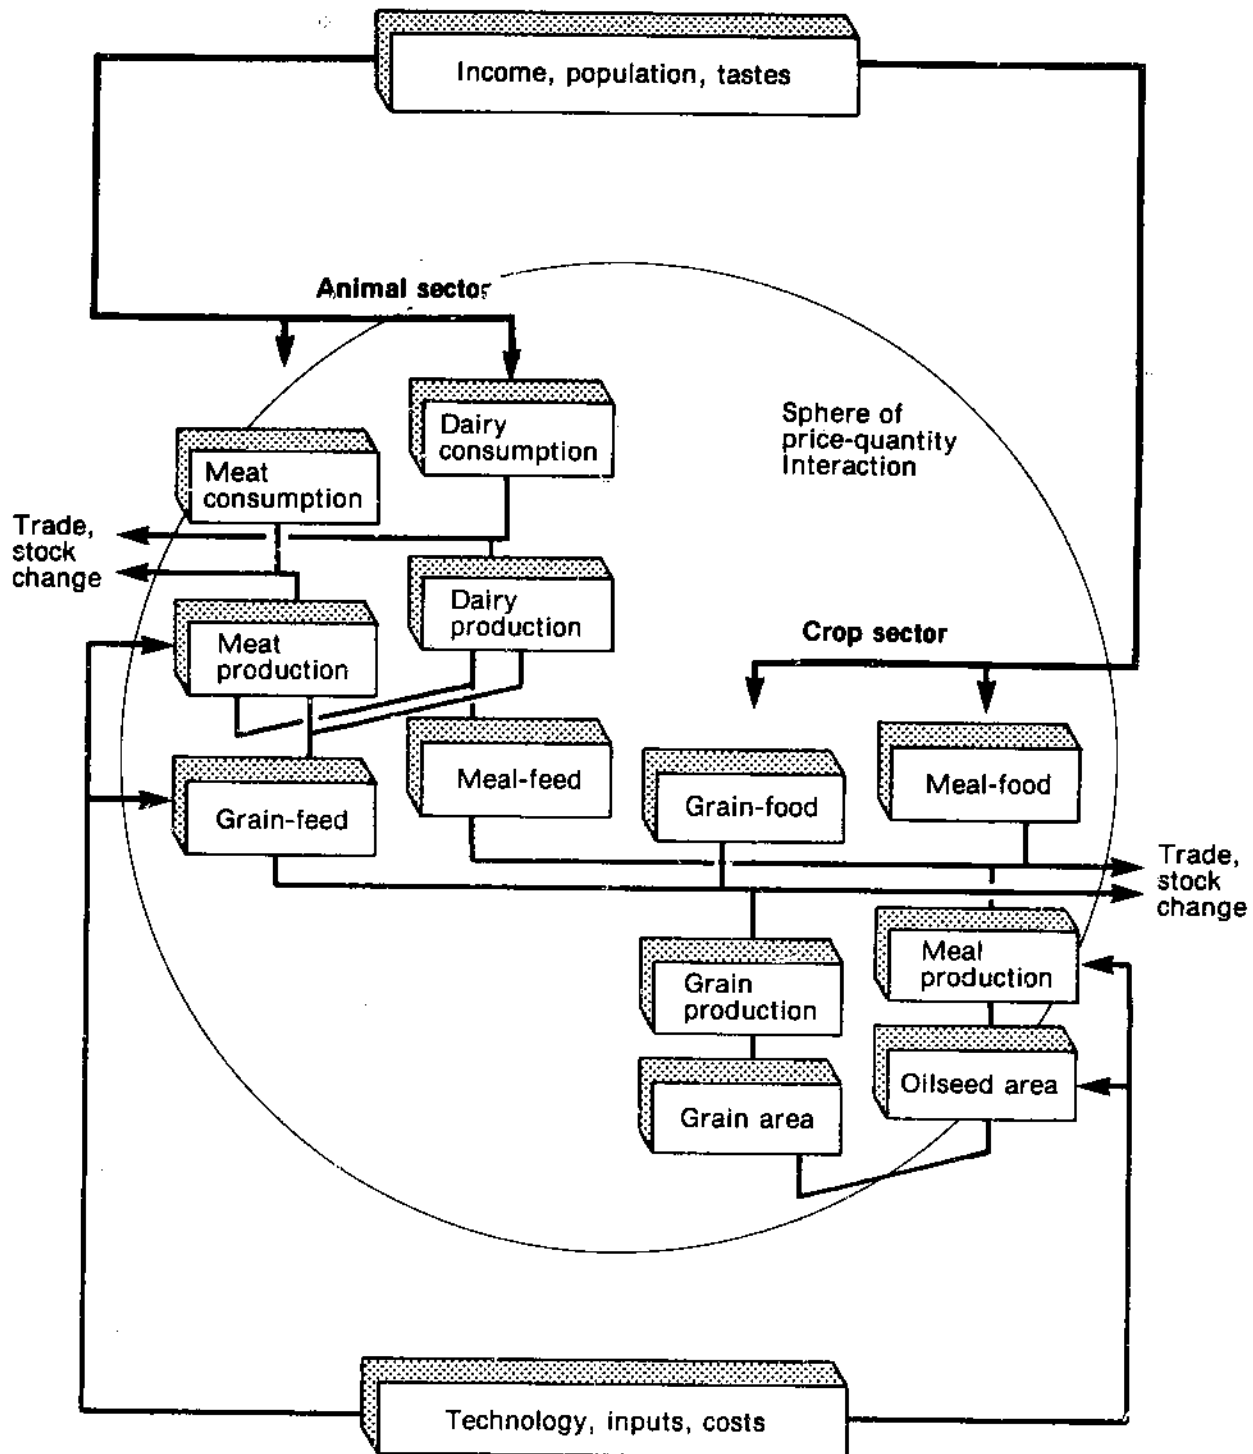 Income, population, tastes
Animal sector
Dairy
consumption
Sphere of
price-quantity
Interaction
Meat
consumption
Trade,
stock
change
Dairy
production
Meat
production
Crop sector
Meal-feed
Meal-food
Grain-feed
Grain-food
Trade,
stock
change
Meal
production
Grain
production
Oilseed area
Grain area
Technology, inputs, costs